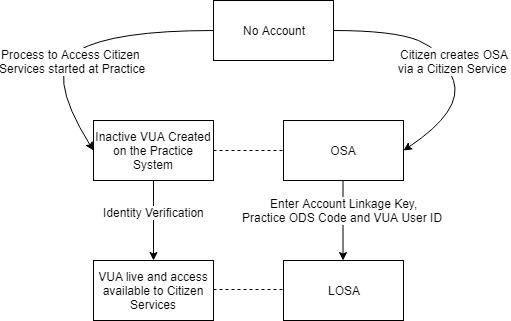 No Account
Process to Access Citizen
Services started at Practice
Citizen creates OSA
via a Citizen Service
Inactive VUA Created
on the Practice
System
OSA
Identity Verification
Enter Account Linkage Key,
Practice ODS Code and VUA User ID
VUA live and access
available to Citizen
Services
LOSA